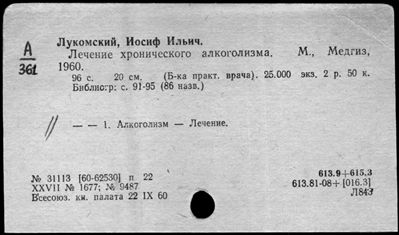 А
361
Лукомский, Иосиф Ильич.
Лечение хронического алкоголизма. М., Медгиз,
1960.
96 с. 20 см. (Б-ка практ. врача). 25.000 экз. 2 р. 50 к.
Библиогр: с. 91-95 (86 назв.)
— — 1. Алкоголизм — Лечение.
№ 31113 [60-62530] п 22
XXVII № 1677; № 9487
Всесоюз. кн. палата 22 IX 60
613.9+615.3
613.81-08+[016.3]
Л843